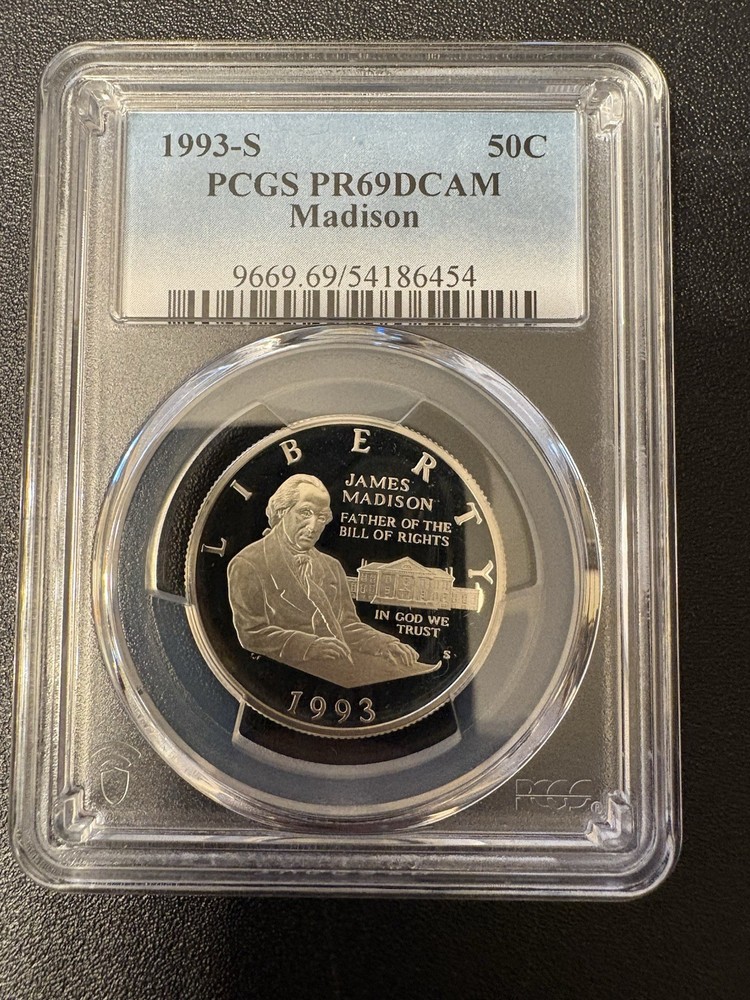 1993-S 50C
PCGS PR69DCAM
Madison
9669.69/54186454
LIBERTY
JAMES
MADISON
FATHER OF THE
BILL OF RIGHTS
IN GOD WE
TRUST
S
1993
PCGS